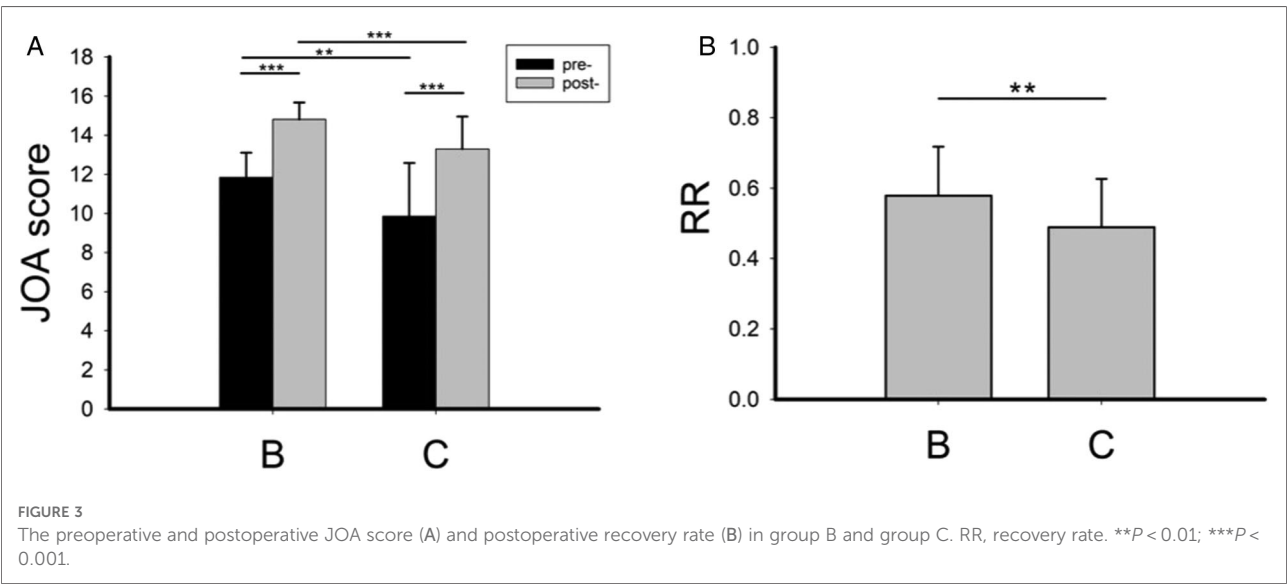 A
***
**
***
***
pre-
post-
18
16
14
12
10
8
6
4
2
0
JOA score
B
C
B
**
1.0
0.8
0.6
0.4
0.2
0.0
RR
B
C
FIGURE 3
The preoperative and postoperative JOA score (A) and postoperative recovery rate (B) in group B and group C. RR, recovery rate. **P < 0.01; ***P <
0.001.